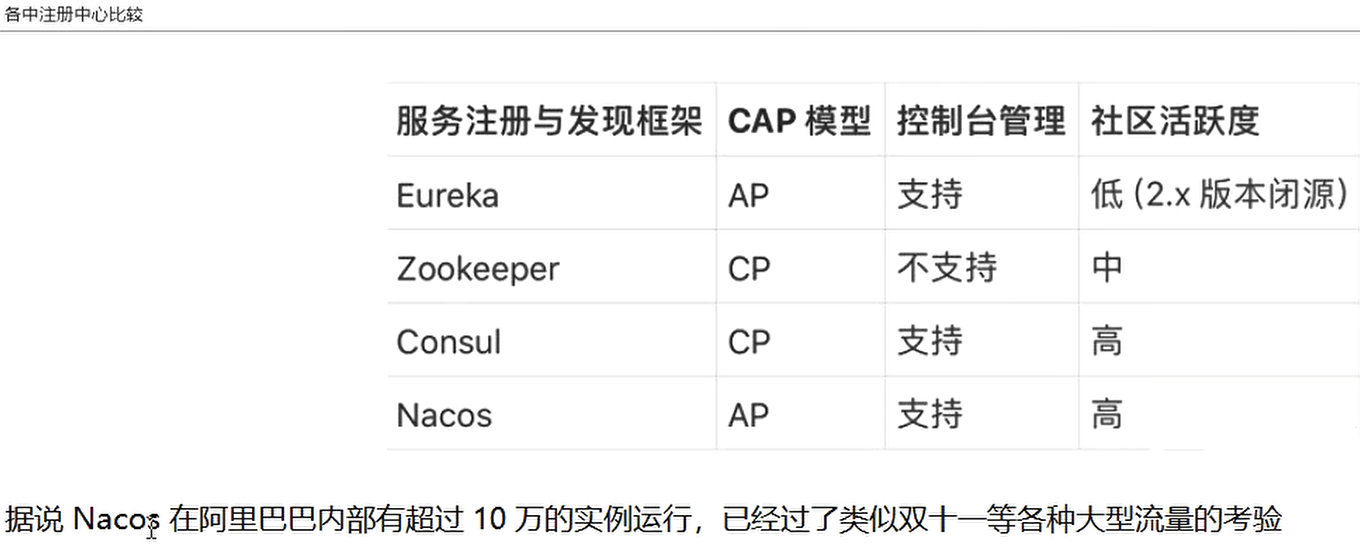 各中注册中心比较
服务注册与发现框架 CAP 模型 控制台管理 社区活跃度
Eureka AP 支持 低 (2.x 版本闭源)
Zookeeper CP 不支持 中
Consul CP 支持 高
Nacos AP 支持 高
据说 Nacos 在阿里巴巴内部有超过 10 万的实例运行，已经过了类似双十一等各种大型流量的考验